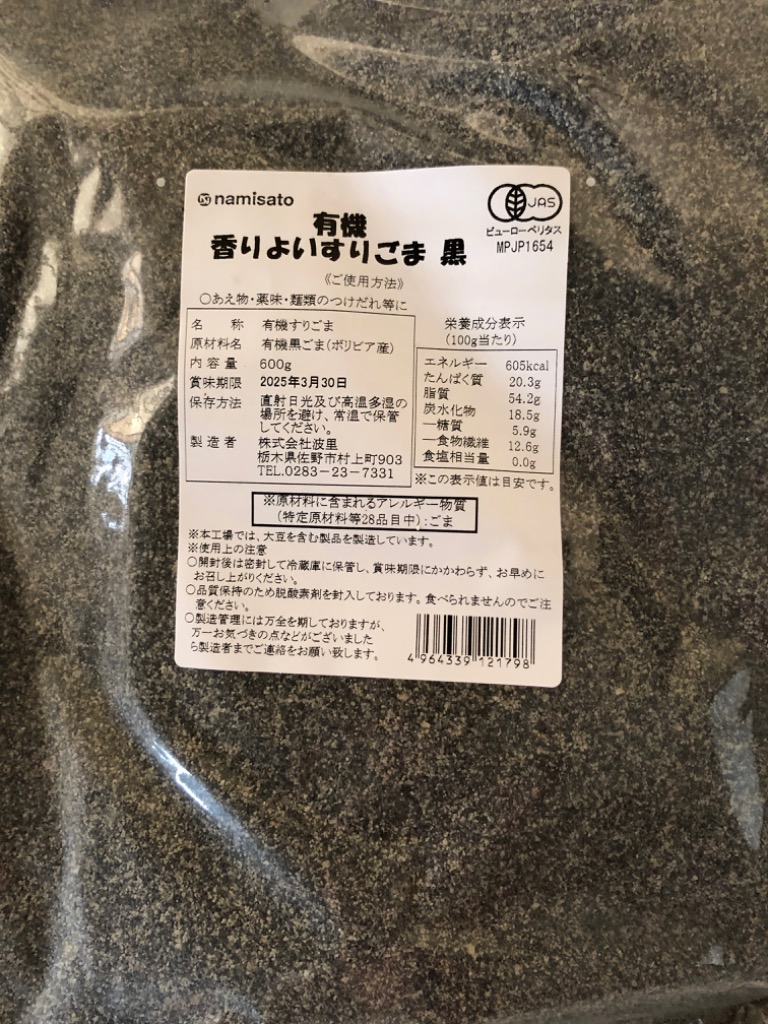 namisato
JAS
ビューローベリタス
MPJP1654
有機
香りよいすりごま 黒
《ご使用方法》
○あえ物・薬味・麺類のつけだれ等に
名 称 有機すりごま
原材料名 有機黒ごま(ボリビア産)
内容量 600g
賞味期限 2025年3月30日
保存方法 直射日光及び高温多湿の
場所を避け、常温で保管
してください。
製造者 株式会社波里
栃木県佐野市村上町903
TEL.0283-23-7331
栄養成分表示
(100g当たり)
エネルギー 605kcal
たんぱく質 20.3g
脂質 54.2g
炭水化物 18.5g
―糖質 5.9g
―食物繊維 12.6g
食塩相当量 0.0g
※この表示値は目安です。
※原材料に含まれるアレルギー物質
(特定原材料等28品目中):ごま
※本工場では、大豆を含む製品を製造しています。
※使用上の注意
○開封後は密封して冷蔵庫に保管し、賞味期限にかかわらず、お早めに
お召し上がりください。
○品質保持のため脱酸素剤を封入しております。食べられませんのでご注
意ください。
○製造管理には万全を期しておりますが、
万一お気づきの点などがございました
ら製造者までご連絡をお願い致します。
4964339121798